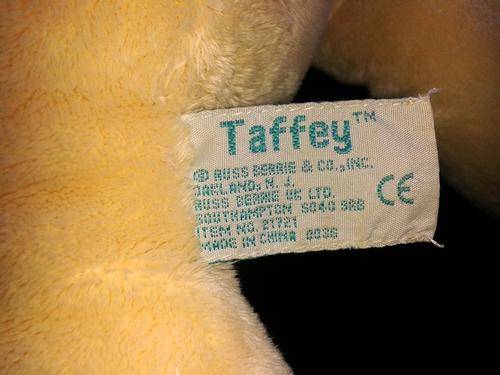 Taffey™
® RUSS BERRIE & CO., INC.
OAKLAND, N. J.
RUSS BERRIE UK LTD.
SOUTHAMPTON SO40 9RB
ITEM NO. 21721
MADE IN CHINA 0036
CE